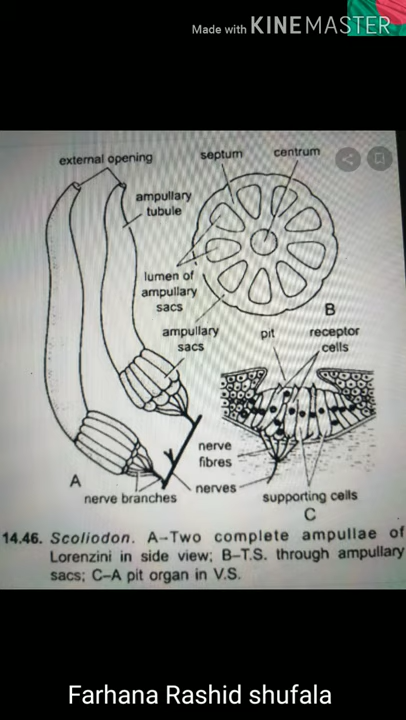 Made with KINEMASTER
external opening
septum
centrum
ampullary
tubule
lumen of
ampullary
sacs
B
ampullary
sacs
pit
receptor
cells
nerve
fibres
A
nerve branches
nerves
supporting cells
C
14.46. Scoliodon. A–Two complete ampullae of
Lorenzini in side view; B–T.S. through ampullary
sacs; C–A pit organ in V.S.
Farhana Rashid shufala